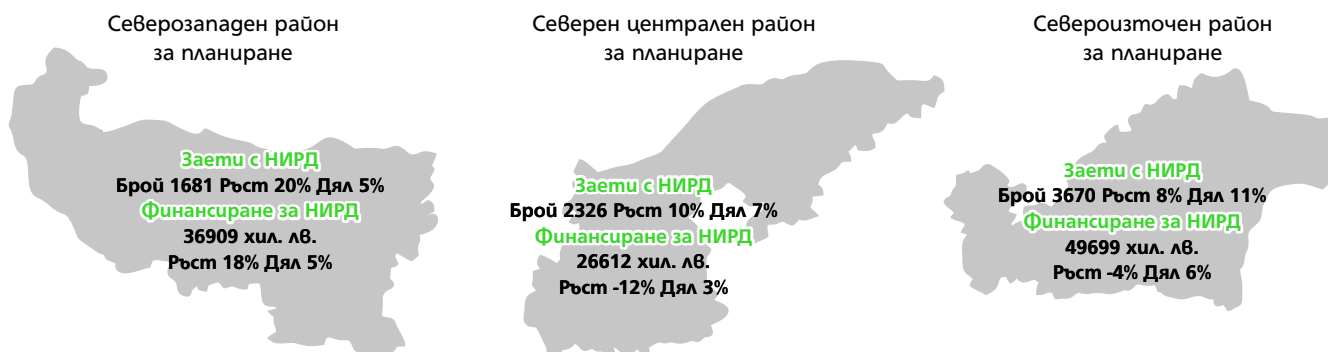 Северозападен район
за планиране
Заети с НИРД
Брой 1681 Ръст 20% Дял 5%
Финансиране за НИРД
36909 хил. лв.
Ръст 18% Дял 5%
Северен централен район
за планиране
Заети с НИРД
Брой 2326 Ръст 10% Дял 7%
Финансиране за НИРД
26612 хил. лв.
Ръст -12% Дял 3%
Североизточен район
за планиране
Заети с НИРД
Брой 3670 Ръст 8% Дял 11%
Финансиране за НИРД
49699 хил. лв.
Ръст -4% Дял 6%